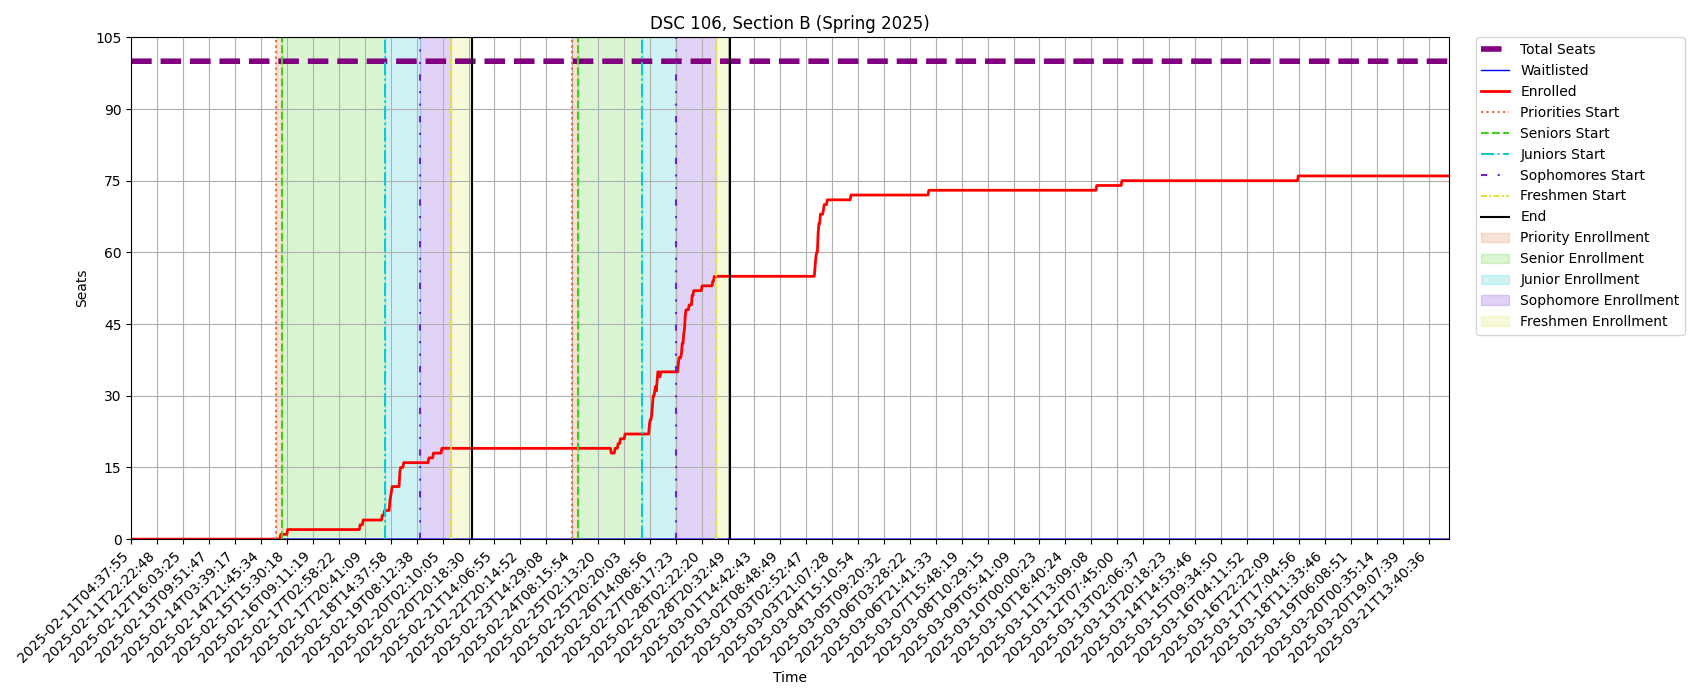 DSC 106, Section B (Spring 2025)
105
90
75
60
45
30
15
0
Seats
2025-02-11T04:37:55
2025-02-11T22:22:48
2025-02-12T16:03:25
2025-02-13T09:51:47
2025-02-14T03:39:17
2025-02-14T21:45:34
2025-02-15T15:30:18
2025-02-16T09:11:19
2025-02-17T02:58:22
2025-02-17T20:41:09
2025-02-18T14:37:58
2025-02-19T08:12:38
2025-02-20T02:10:05
2025-02-20T20:18:30
2025-02-21T14:06:55
2025-02-22T20:14:52
2025-02-23T14:29:08
2025-02-24T08:15:54
2025-02-25T02:13:20
2025-02-25T20:20:03
2025-02-26T14:08:56
2025-02-27T08:17:23
2025-02-28T02:22:20
2025-02-28T20:32:49
2025-03-01T14:42:43
2025-03-02T08:48:49
2025-03-03T02:52:47
2025-03-03T21:07:28
2025-03-04T15:10:54
2025-03-05T09:20:32
2025-03-06T03:28:22
2025-03-06T21:41:33
2025-03-07T15:48:19
2025-03-08T10:29:15
2025-03-09T05:41:09
2025-03-10T00:00:23
2025-03-10T18:40:24
2025-03-11T13:09:08
2025-03-12T07:45:00
2025-03-13T02:06:37
2025-03-13T20:18:23
2025-03-14T14:53:46
2025-03-15T09:34:50
2025-03-16T04:11:52
2025-03-16T22:22:09
2025-03-17T17:04:56
2025-03-18T11:33:46
2025-03-19T06:08:51
2025-03-20T00:35:14
2025-03-20T19:07:39
2025-03-21T13:40:36
Time
Total Seats
Waitlisted
Enrolled
Priorities Start
Seniors Start
Juniors Start
Sophomores Start
Freshmen Start
End
Priority Enrollment
Senior Enrollment
Junior Enrollment
Sophomore Enrollment
Freshmen Enrollment